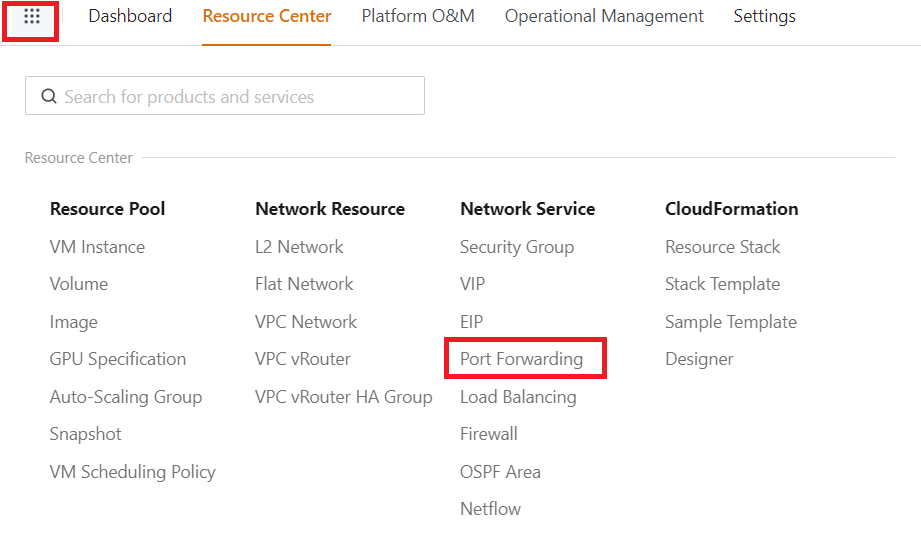 Dashboard Resource Center Platform O&M Operational Management Settings
Search for products and services
Resource Center
Resource Pool
VM Instance
Volume
Image
GPU Specification
Auto-Scaling Group
Snapshot
VM Scheduling Policy
Network Resource
L2 Network
Flat Network
VPC Network
VPC vRouter
VPC vRouter HA Group
Network Service
Security Group
VIP
EIP
Port Forwarding
Load Balancing
Firewall
OSPF Area
Netflow
CloudFormation
Resource Stack
Stack Template
Sample Template
Designer